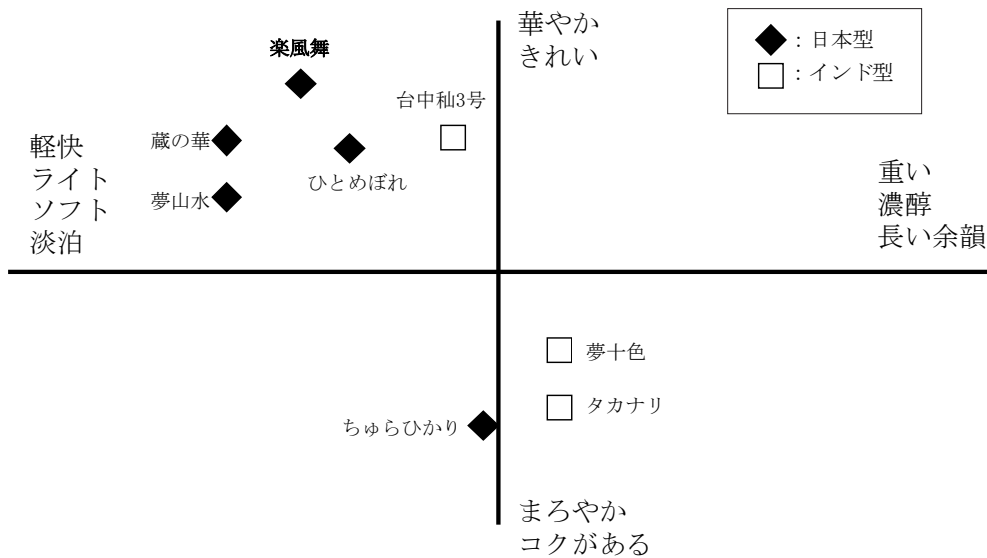 華やか
きれい
◆：日本型
□：インド型
楽風舞
台中秈3号
蔵の華
ひとめぼれ
夢山水
軽快
ライト
ソフト
淡泊
重い
濃醇
長い余韻
夢十色
タカナリ
ちゅらひかり
まろやか
コクがある